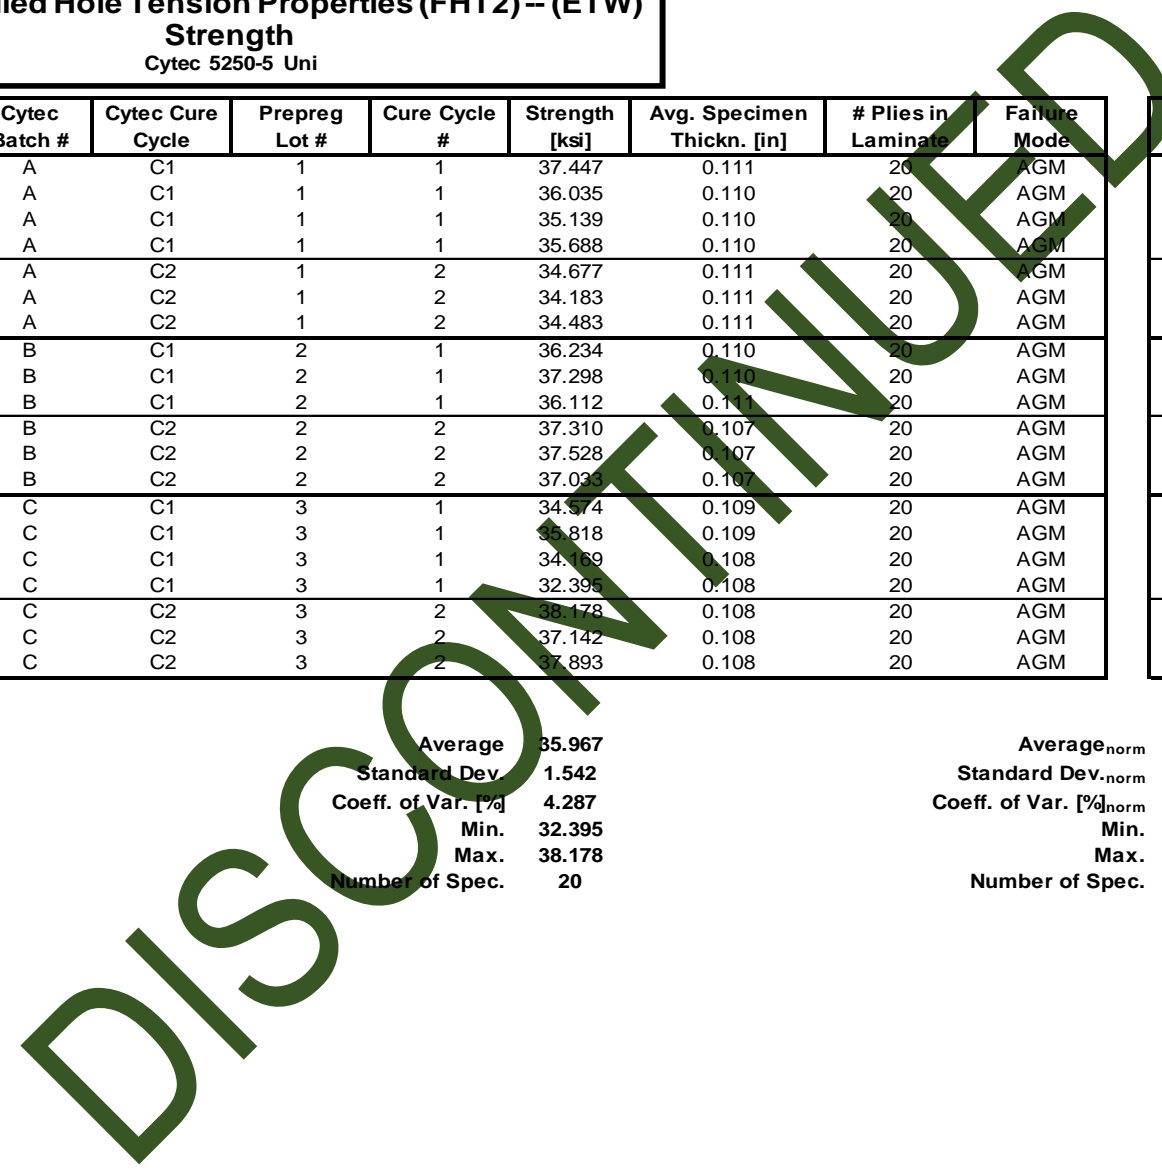 led Hole Tension Properties (FHT2) -- (ETW)
Strength
Cytec 5250-5 Uni
Cytec Batch # Cytec Cure Cycle Prepreg Lot # Cure Cycle # Strength [ksi] Avg. Specimen Thickn. [in] # Plies in Laminate Failure Mode
A C1 1 1 37.447 0.111 20 AGM
A C1 1 1 36.035 0.110 20 AGM
A C1 1 1 35.139 0.110 20 AGM
A C1 1 1 35.688 0.110 20 AGM
A C2 1 2 34.677 0.111 20 AGM
A C2 1 2 34.183 0.111 20 AGM
A C2 1 2 34.483 0.111 20 AGM
B C1 2 1 36.234 0.110 20 AGM
B C1 2 1 37.298 0.110 20 AGM
B C1 2 1 36.112 0.111 20 AGM
B C2 2 2 37.310 0.107 20 AGM
B C2 2 2 37.528 0.107 20 AGM
B C2 2 2 37.033 0.107 20 AGM
C C1 3 1 34.574 0.109 20 AGM
C C1 3 1 35.818 0.109 20 AGM
C C1 3 1 34.169 0.108 20 AGM
C C1 3 1 32.395 0.108 20 AGM
C C2 3 2 38.178 0.108 20 AGM
C C2 3 2 37.142 0.108 20 AGM
C C2 3 2 37.893 0.108 20 AGM
Average 35.967 Averagenorm
Standard Dev. 1.542 Standard Dev.norm
Coeff. of Var. [%] 4.287 Coeff. of Var. [%]norm
Min. 32.395 Min.
Max. 38.178 Max.
Number of Spec. 20 Number of Spec.
DISCONTINUED